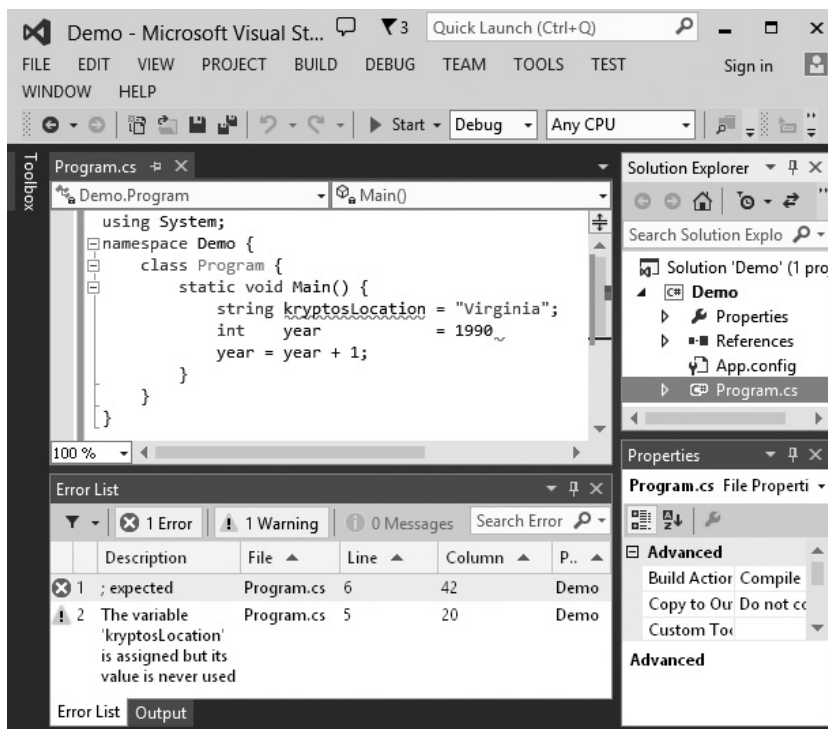 Demo - Microsoft Visual St... 3 Quick Launch (Ctrl+Q)
FILE EDIT VIEW PROJECT BUILD DEBUG TEAM TOOLS TEST Sign in
WINDOW HELP
Start Debug Any CPU
Toolbox
Program.cs
Demo.Program Main()
using System;
namespace Demo {
class Program {
static void Main() {
string kryptosLocation = "Virginia";
int year = 1990
year = year + 1;
}
}
}
100 %
Error List
1 Error 1 Warning 0 Messages Search Error
Description File Line Column P..
1 ; expected Program.cs 6 42 Demo
2 The variable Program.cs 5 20 Demo
'kryptosLocation'
is assigned but its
value is never used
Error List Output
Solution Explorer
Search Solution Explo
Solution 'Demo' (1 pro
C# Demo
Properties
References
App.config
C# Program.cs
Properties
Program.cs File Properti
Advanced
Build Action Compile
Copy to Ou Do not co
Custom Too
Advanced